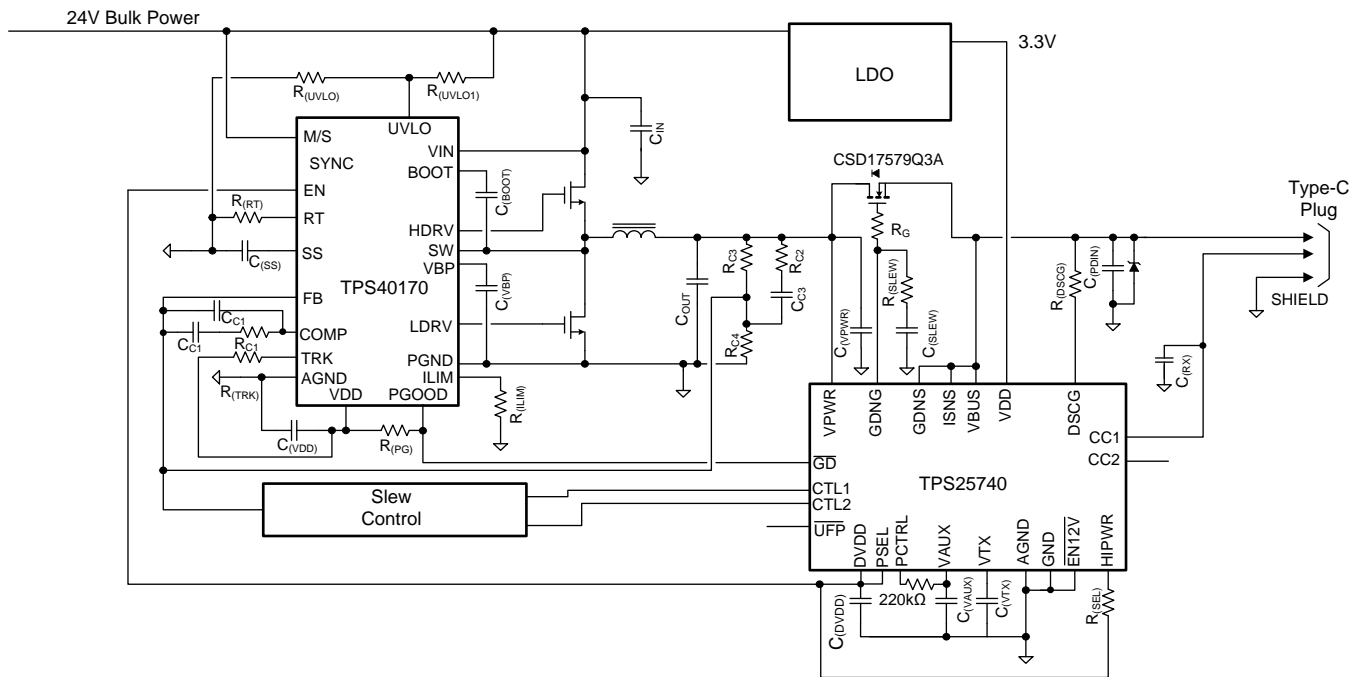 24V Bulk Power
LDO
3.3V
R(UVLO)
R(UVLO1)
UVLO
M/S
SYNC
EN
RT
SS
FB
COMP
TRK
AGND
VDD
PGOOD
VIN
BOOT
HDRV
SW
VBP
LDRV
PGND
ILIM
TPS40170
CIN
C(BOOT)
C(VBP)
R(RT)
C(SS)
CC1
CC1
RC1
R(TRK)
C(VDD)
R(PG)
R(ILIM)
COUT
RC3
RC2
CC3
RC4
CSD17579Q3A
RG
R(SLEW)
C(SLEW)
C(VPWR)
R(DSCG)
C(PDIN)
Type-C
Plug
SHIELD
C(RX)
Slew
Control
VPWR
GDNG
GDNS
ISNS
VBUS
VDD
DSCG
CC1
CC2
GD
CTL1
CTL2
UFP
TPS25740
DVDD
PSEL
PCTRL
VAUX
VTX
AGND
GND
EN12V
HIPWR
220kΩ
C(DVDD)
C(VAUX)
C(VTX)
R(SEL)